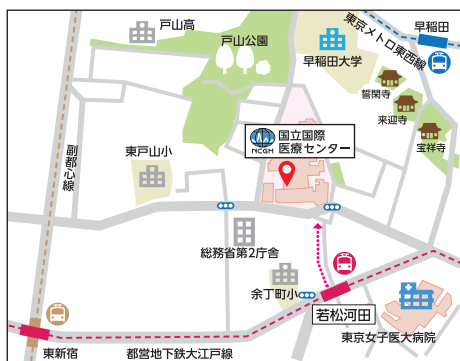 戸山高
戸山公園
早稲田大学
東京メトロ東西線
早稲田
誓閑寺
来迎寺
宝祥寺
NCGH
国立国際
医療センター
副都心線
東戸山小
総務省第2庁舎
余丁町小
若松河田
東京女子医大病院
東新宿
都営地下鉄大江戸線